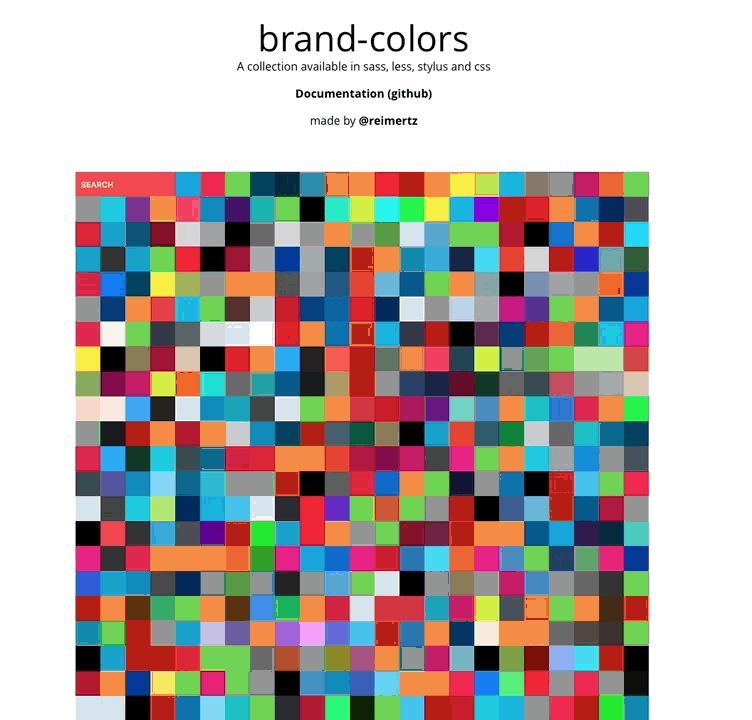 brand-colors
A collection available in sass, less, stylus and css
Documentation (github)
made by @reimertz
SEARCH